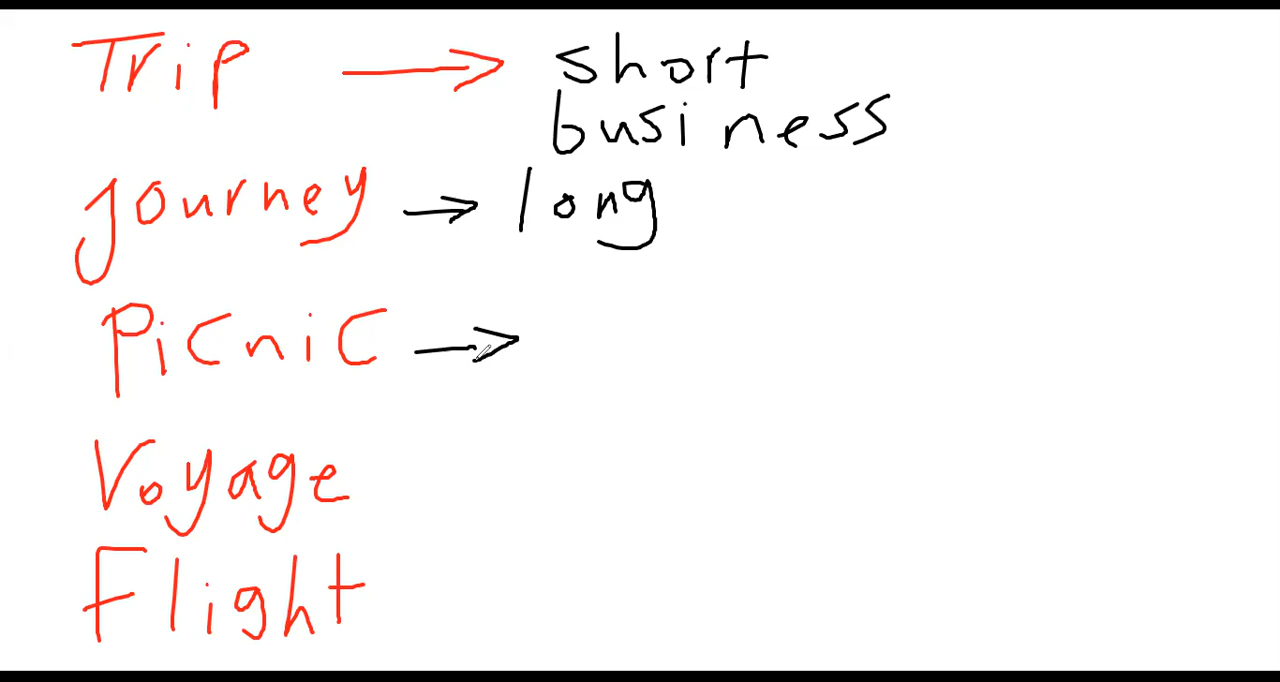 Trip → short
business
Journey → long
Picnic →
Voyage
Flight